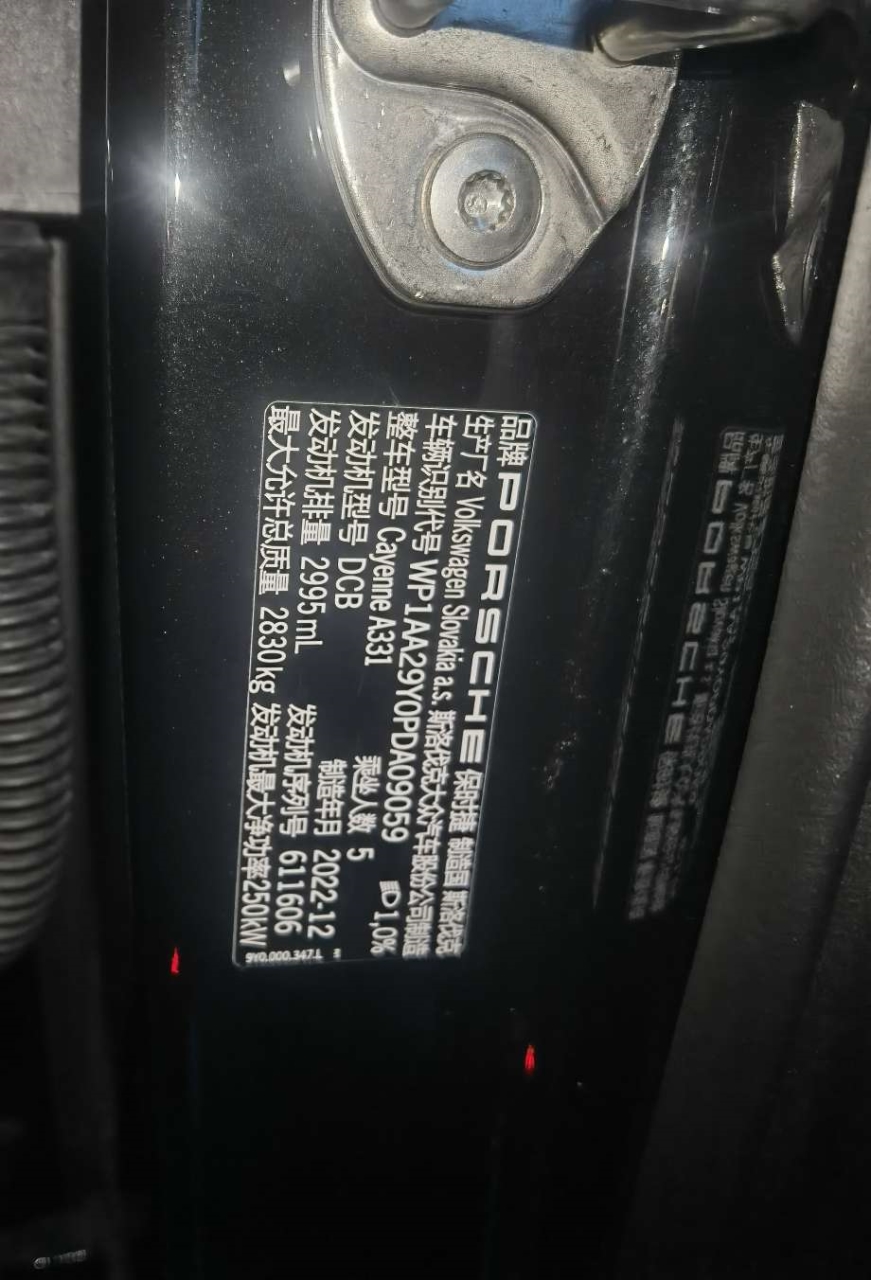 品牌 PORSCHE 保时捷 制造国 斯洛伐克
生产厂名 Volkswagen Slovakia a.s. 斯洛伐克大众汽车股份公司制造
车辆识别代号 WP1AA29Y0PDA09059 1,0%
整车型号 Cayenne A331 乘坐人数 5
发动机型号 DCB 制造年月 2022-12
发动机排量 2995mL 发动机序列号 611606
最大允许总质量 2830kg 发动机最大净功率250kW
9Y0.000.347.L